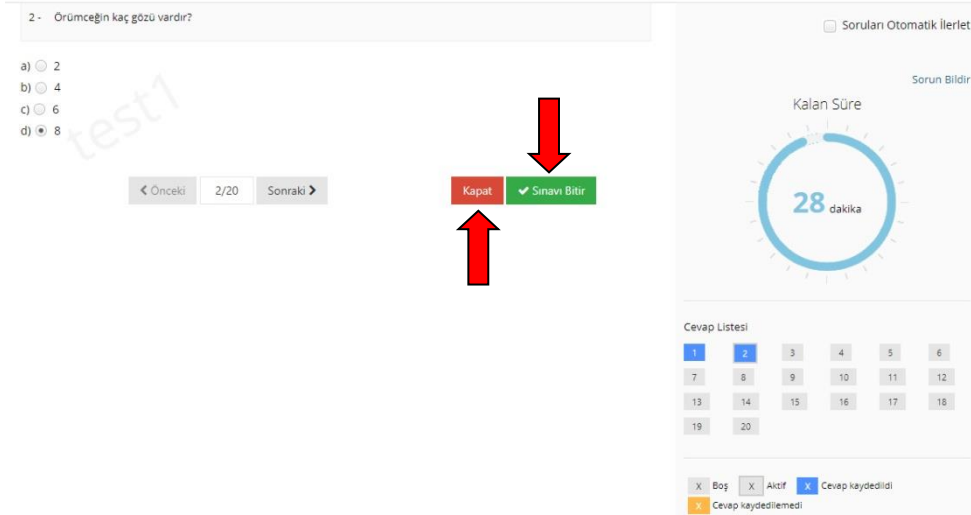 2 - Örümceğin kaç gözü vardır?
a) 2
b) 4
c) 6
d) 8
test1
Önceki 2/20 Sonraki
Kapat Sınavı Bitir
Soruları Otomatik İlerlet
Sorun Bildir
Kalan Süre
28 dakika
Cevap Listesi
1 2 3 4 5 6
7 8 9 10 11 12
13 14 15 16 17 18
19 20
X Boş X Aktif X Cevap kaydedildi
X Cevap kaydedilemedi